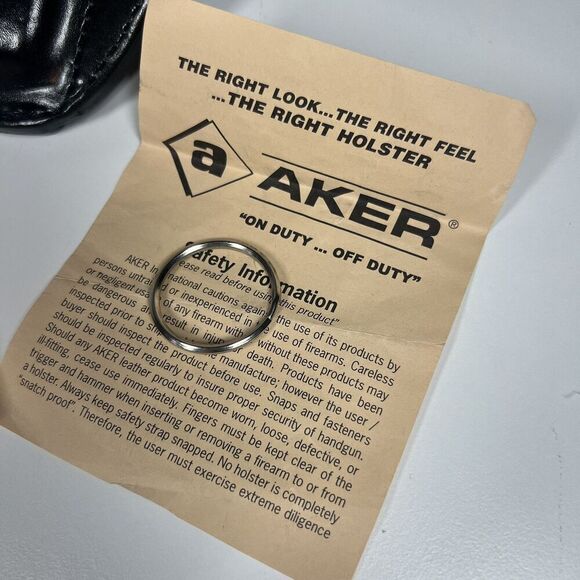 THE RIGHT LOOK...THE RIGHT FEEL
...THE RIGHT HOLSTER
a AKER®
"ON DUTY ... OFF DUTY"
Safety Information
"Please read before using this product"
AKER International cautions against the use of its products by
persons untrained or inexperienced in the use of firearms. Careless
or negligent use of any firearm with or without these products may
be dangerous result in injury death. Products have been
inspected prior to manufacture; however the user /
buyer should inspect the product before use. Snaps and fasteners
should be inspected regularly to insure proper security of handgun.
Should any AKER leather product become worn, loose, defective, or
ill-fitting, cease use immediately. Fingers must be kept clear of the
trigger and hammer when inserting or removing a firearm to or from
a holster. Always keep safety strap snapped. No holster is completely
"snatch proof". Therefore, the user must exercise extreme diligence